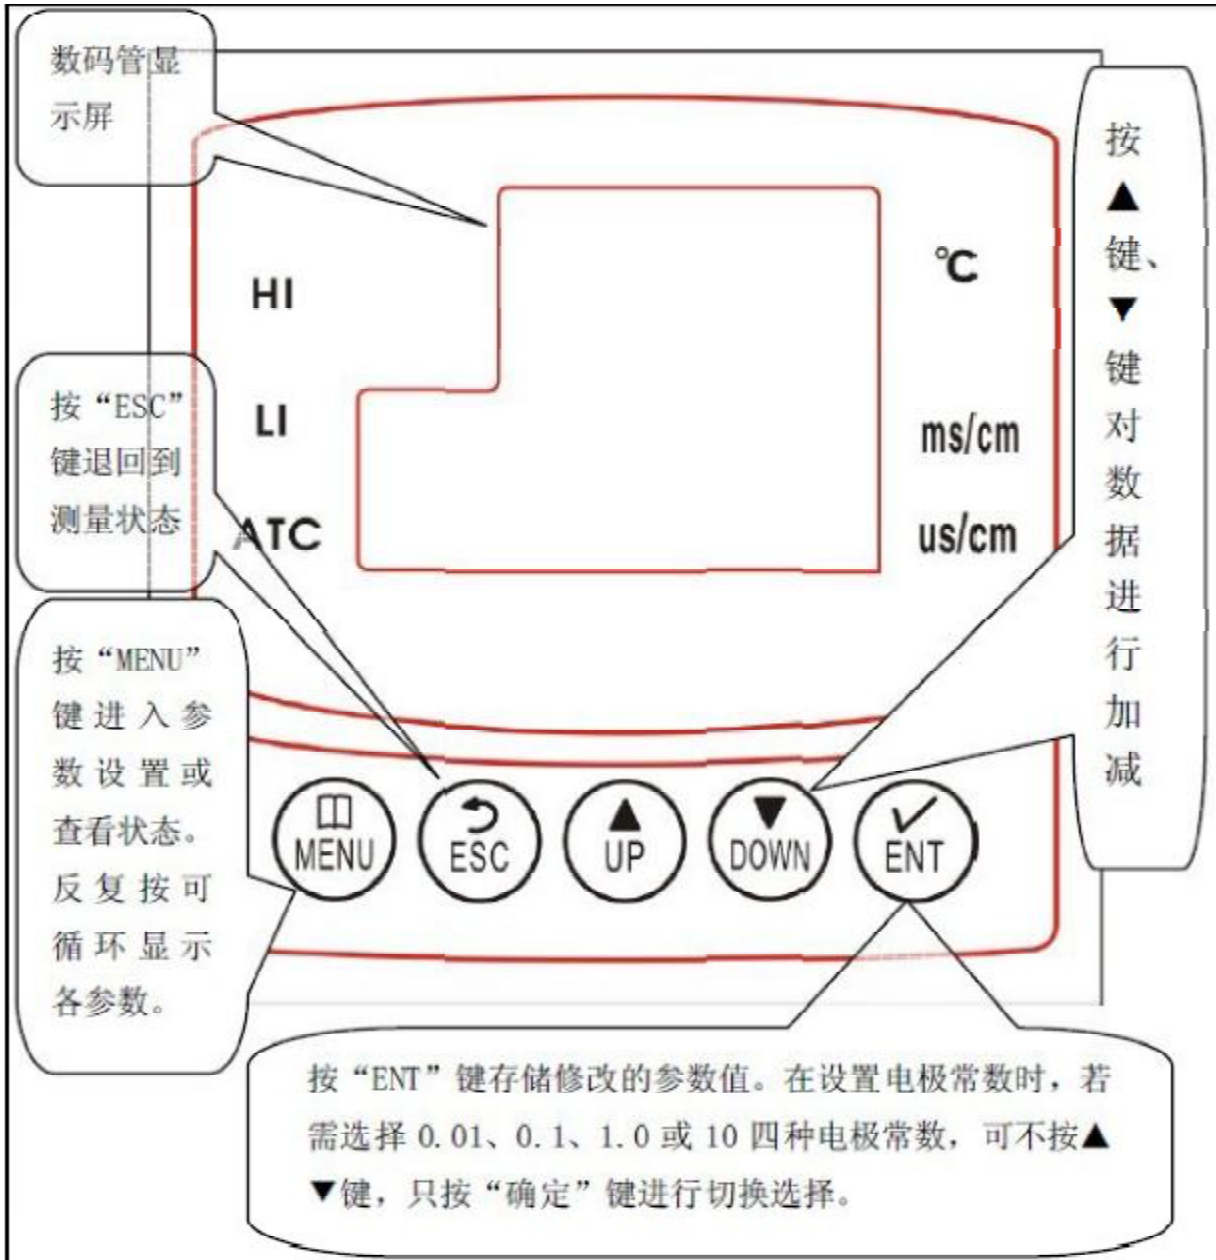 数码管显
示屏
HI
LI
ATC
℃
ms/cm
us/cm
按“ESC”
键退回到
测量状态
按“MENU”
键进入参
数设置或
查看状态。
反复按可
循环显示
各参数。
按
▲
键、
▼
键
对
数
据
进
行
加
减
MENU
ESC
▲
UP
▼
DOWN
ENT
按“ENT”键存储修改的参数值。在设置电极常数时，若
需选择 0.01、0.1、1.0 或 10 四种电极常数，可不按▲
▼键，只按“确定”键进行切换选择。